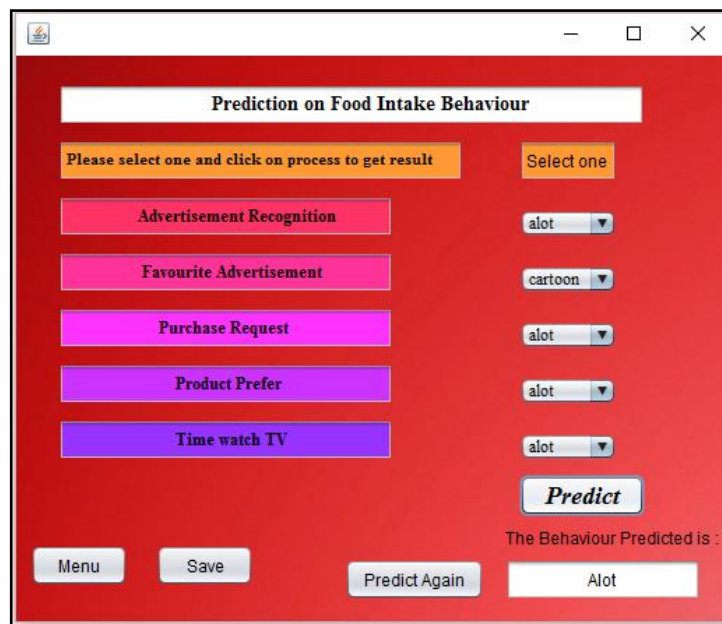 Prediction on Food Intake Behaviour
Please select one and click on process to get result
Select one
Advertisement Recognition
alot
Favourite Advertisement
cartoon
Purchase Request
alot
Product Prefer
alot
Time watch TV
alot
Predict
The Behaviour Predicted is :
Menu
Save
Predict Again
Alot